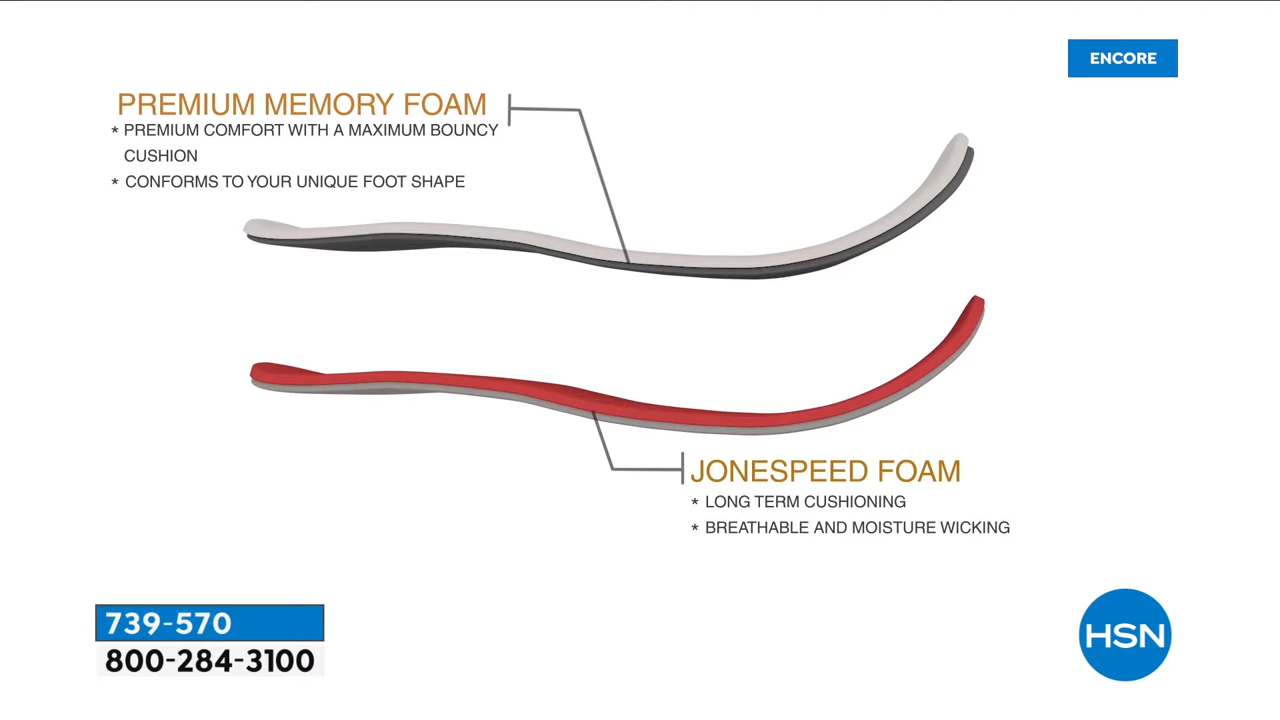 ENCORE
PREMIUM MEMORY FOAM
* PREMIUM COMFORT WITH A MAXIMUM BOUNCY
CUSHION
* CONFORMS TO YOUR UNIQUE FOOT SHAPE
JONESPEED FOAM
* LONG TERM CUSHIONING
* BREATHABLE AND MOISTURE WICKING
739-570
800-284-3100
HSN